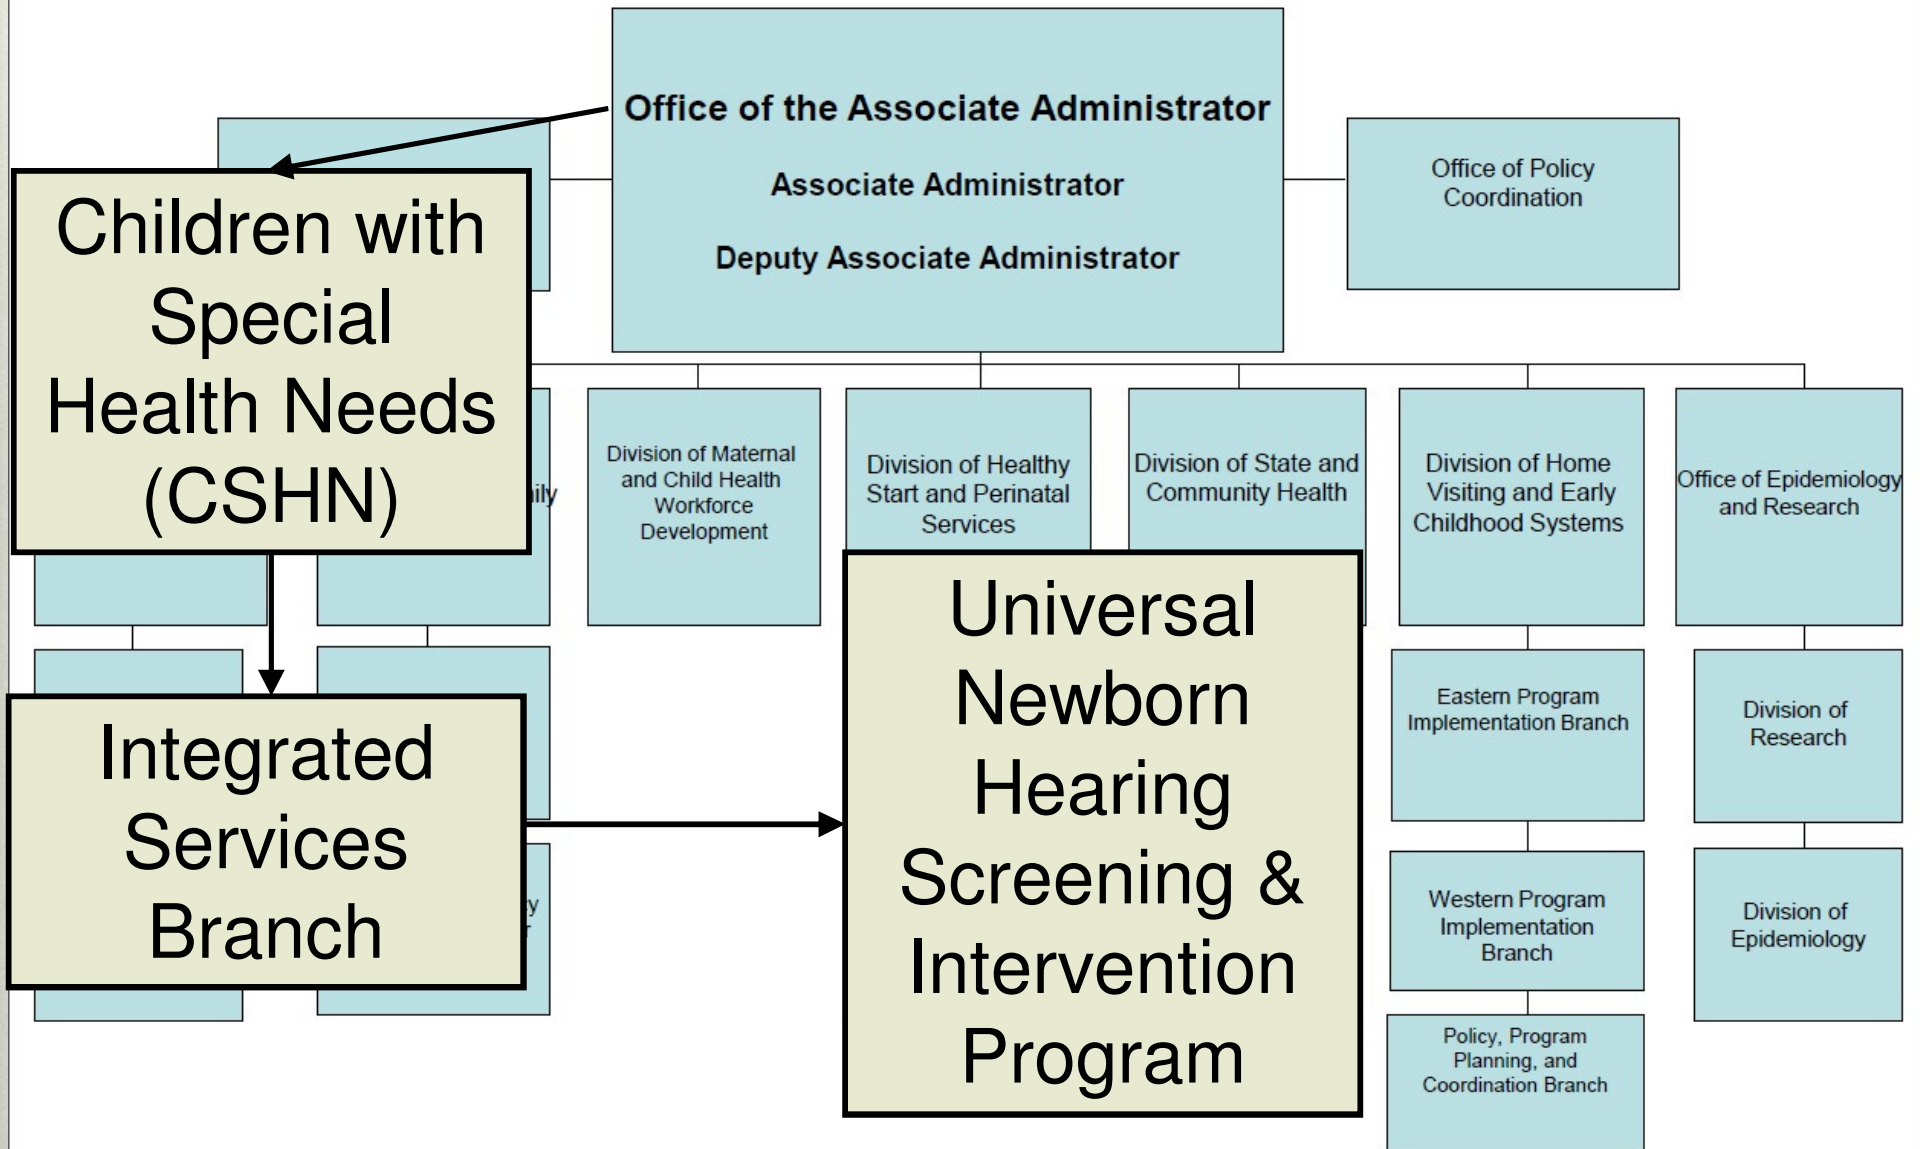 Office of the Associate Administrator
Associate Administrator
Deputy Associate Administrator
Office of Policy
Coordination
Children with
Special
Health Needs
(CSHN)
Division of Maternal
and Child Health
Workforce
Development
Division of Healthy
Start and Perinatal
Services
Division of State and
Community Health
Division of Home
Visiting and Early
Childhood Systems
Office of Epidemiology
and Research
Integrated
Services
Branch
Universal
Newborn
Hearing
Screening &
Intervention
Program
Eastern Program
Implementation Branch
Western Program
Implementation
Branch
Policy, Program
Planning, and
Coordination Branch
Division of
Research
Division of
Epidemiology